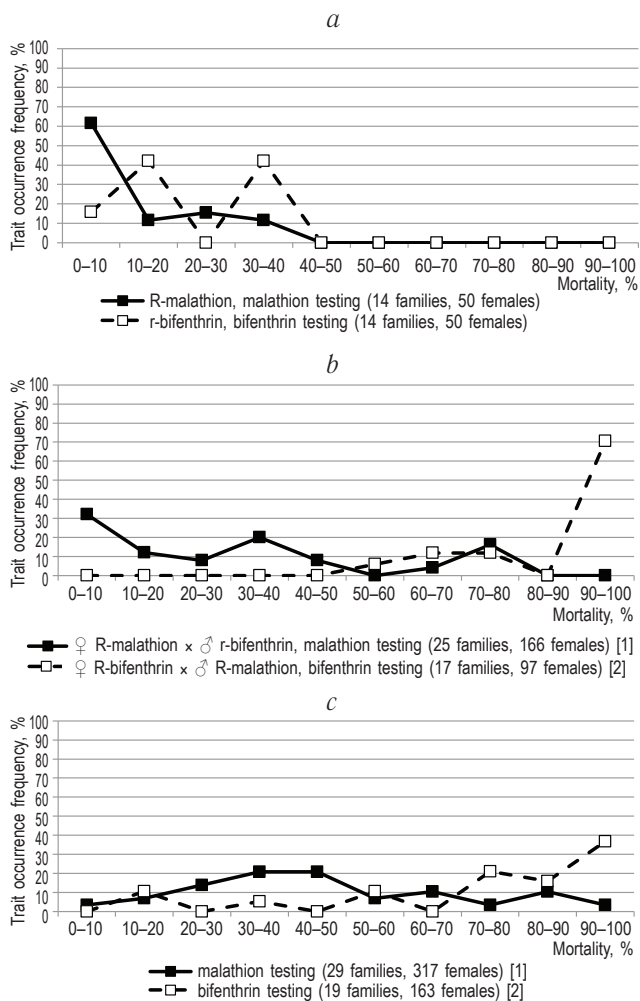 a
Trait occurrence frequency, %
100
90
80
70
60
50
40
30
20
10
0
0–10 10–20 20–30 30–40 40–50 50–60 60–70 70–80 80–90 90–100
Mortality, %
R-malathion, malathion testing (14 families, 50 females)
r-bifenthrin, bifenthrin testing (14 families, 50 females)
b
Trait occurrence frequency, %
100
90
80
70
60
50
40
30
20
10
0
0–10 10–20 20–30 30–40 40–50 50–60 60–70 70–80 80–90 90–100
Mortality, %
♀ R-malathion × ♂ r-bifenthrin, malathion testing (25 families, 166 females) [1]
♀ R-bifenthrin × ♂ R-malathion, bifenthrin testing (17 families, 97 females) [2]
c
Trait occurrence frequency, %
100
90
80
70
60
50
40
30
20
10
0
0–10 10–20 20–30 30–40 40–50 50–60 60–70 70–80 80–90 90–100
Mortality, %
malathion testing (29 families, 317 females) [1]
bifenthrin testing (19 families, 163 females) [2]